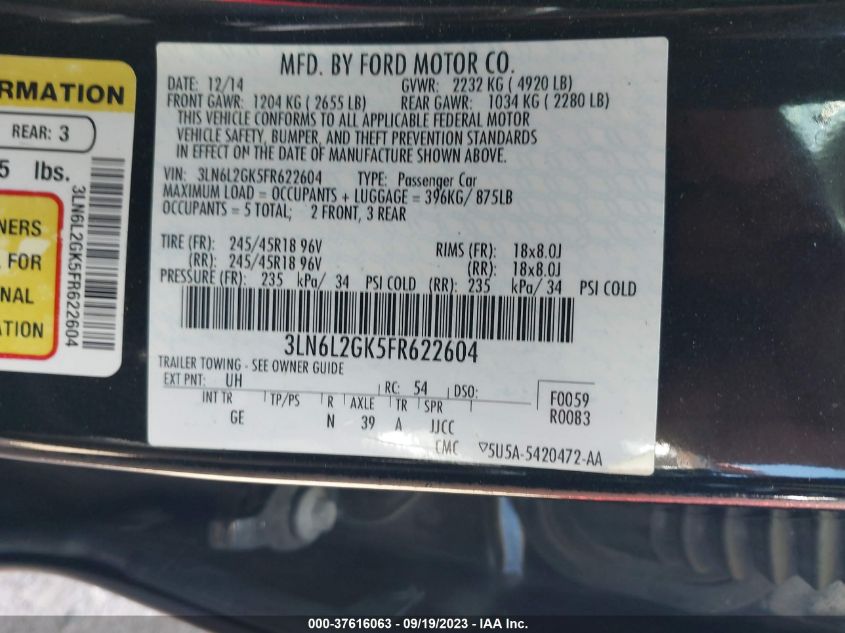 MFD. BY FORD MOTOR CO.
DATE: 12/14 GVWR: 2232 KG ( 4920 LB)
FRONT GAWR: 1204 KG ( 2655 LB) REAR GAWR: 1034 KG ( 2280 LB)
THIS VEHICLE CONFORMS TO ALL APPLICABLE FEDERAL MOTOR
VEHICLE SAFETY, BUMPER, AND THEFT PREVENTION STANDARDS
IN EFFECT ON THE DATE OF MANUFACTURE SHOWN ABOVE.
VIN: 3LN6L2GK5FR622604 TYPE: Passenger Car
MAXIMUM LOAD = OCCUPANTS + LUGGAGE = 396KG/ 875LB
OCCUPANTS = 5 TOTAL; 2 FRONT, 3 REAR
TIRE (FR): 245/45R18 96V RIMS (FR): 18x8.0J
(RR): 245/45R18 96V (RR): 18x8.0J
PRESSURE (FR): 235 kPa/ 34 PSI COLD (RR): 235 kPa/ 34 PSI COLD
3LN6L2GK5FR622604
TRAILER TOWING - SEE OWNER GUIDE
EXT PNT: UH RC: 54 DSO: F0059
INT TR TP/PS R AXLE TR SPR R0083
GE N 39 A JJCC
CMC 5U5A-5420472-AA
RMATION
REAR: 3
5 lbs.
NERS
FOR
NAL
TION
3LN6L2GK5FR622604
000-37616063 - 09/19/2023 - IAA Inc.